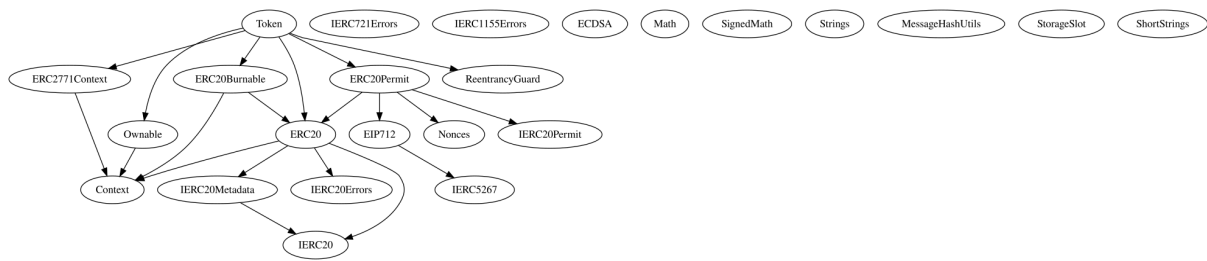 Token IERC721Errors IERC1155Errors ECDSA Math SignedMath Strings MessageHashUtils StorageSlot ShortStrings
ERC2771Context ERC20Burnable ERC20Permit ReentrancyGuard
Ownable ERC20 EIP712 Nonces IERC20Permit
Context IERC20Metadata IERC20Errors IERC5267
IERC20